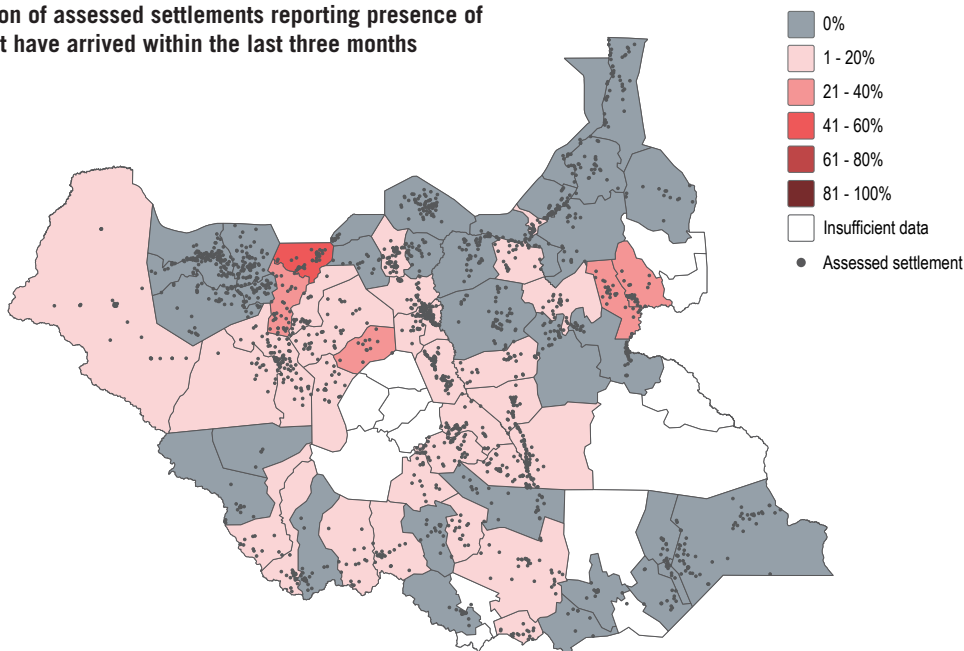 ion of assessed settlements reporting presence of
t have arrived within the last three months
0%
1 - 20%
21 - 40%
41 - 60%
61 - 80%
81 - 100%
Insufficient data
Assessed settlement